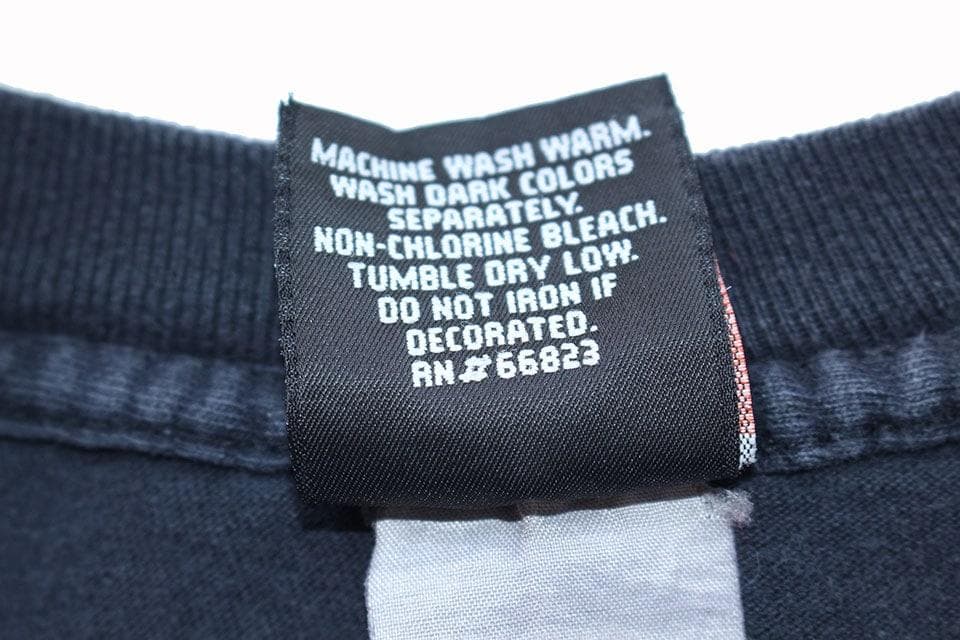 MACHINE WASH WARM.
WASH DARK COLORS
SEPARATELY.
NON-CHLORINE BLEACH.
TUMBLE DRY LOW.
DO NOT IRON IF
DECORATED.
RN#66823